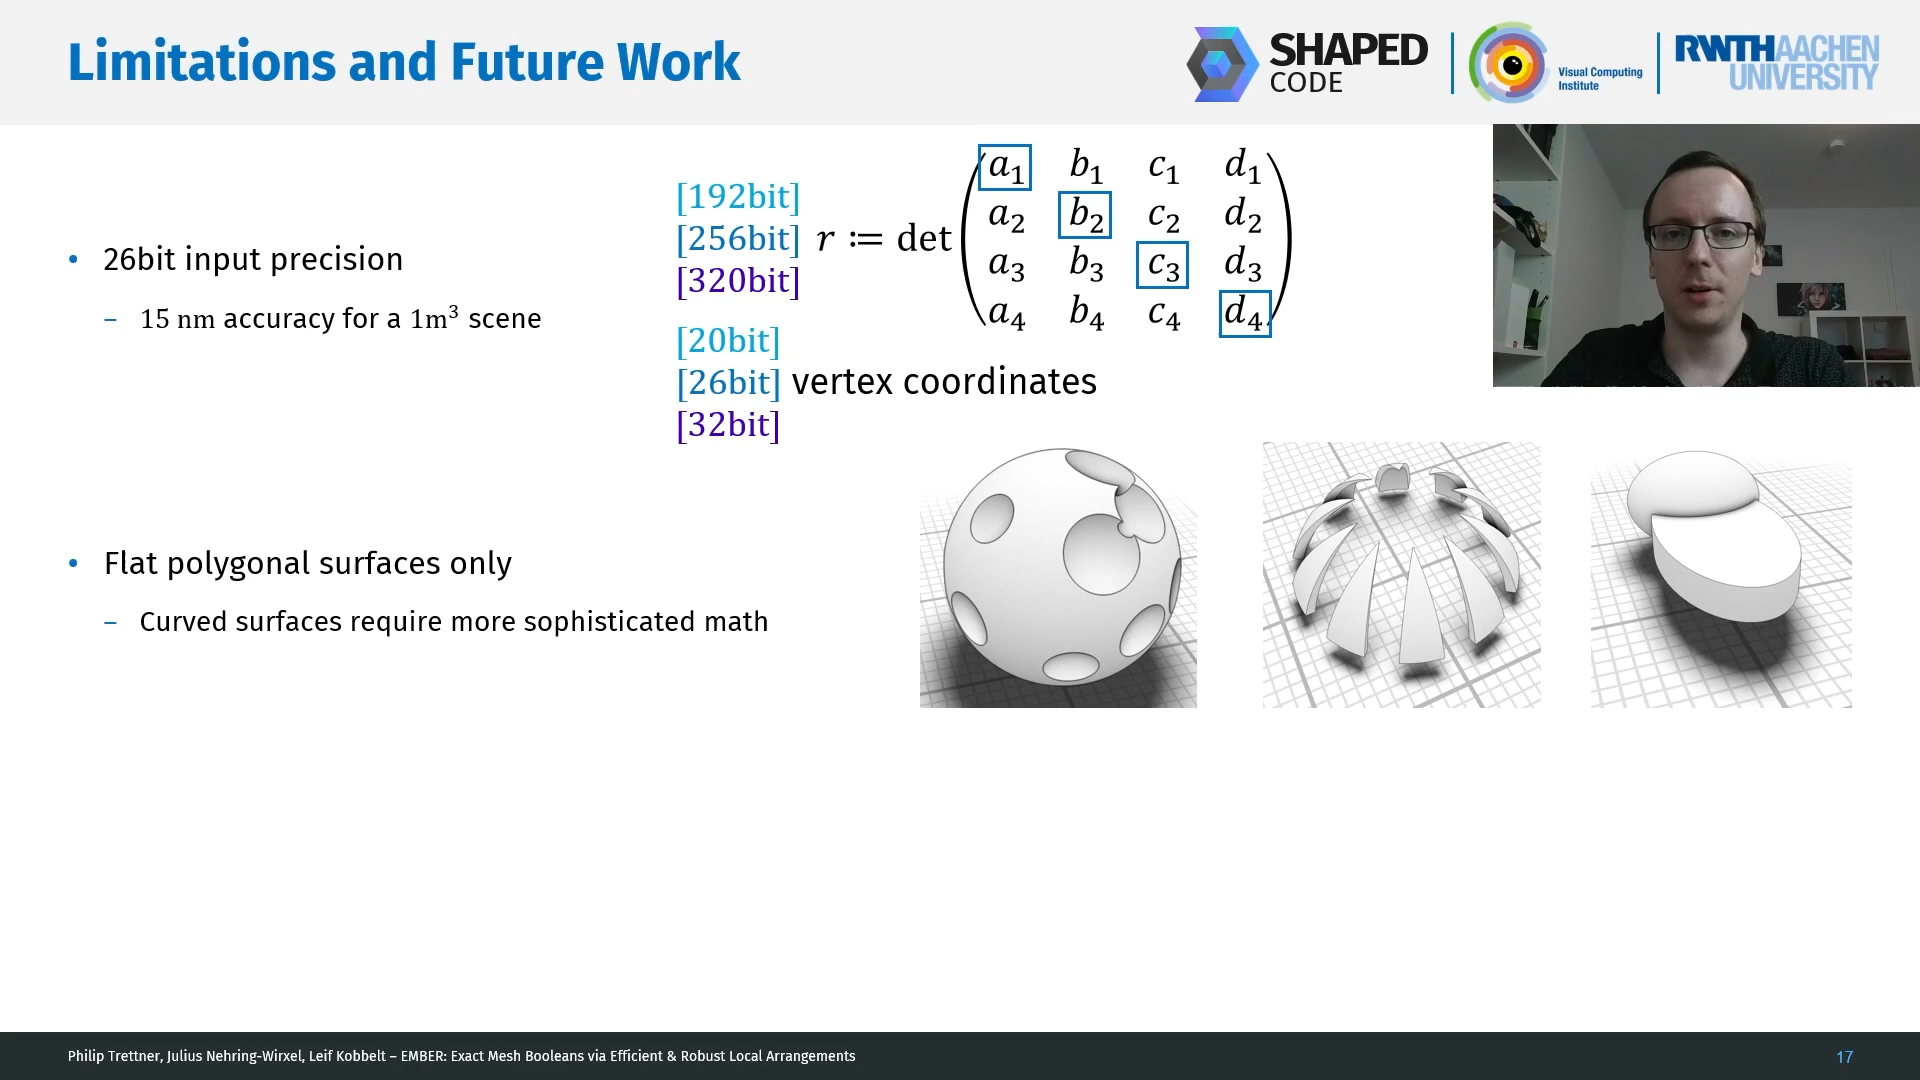 Limitations and Future Work
SHAPED
CODE
Visual Computing
Institute
RWTHAACHEN
UNIVERSITY
• 26bit input precision
– 15 nm accuracy for a 1m³ scene
[192bit]
[256bit]
[320bit]
r := det
a₁ b₁ c₁ d₁
a₂ b₂ c₂ d₂
a₃ b₃ c₃ d₃
a₄ b₄ c₄ d₄
[20bit]
[26bit] vertex coordinates
[32bit]
• Flat polygonal surfaces only
– Curved surfaces require more sophisticated math
Philip Trettner, Julius Nehring-Wirxel, Leif Kobbelt – EMBER: Exact Mesh Booleans via Efficient & Robust Local Arrangements
17